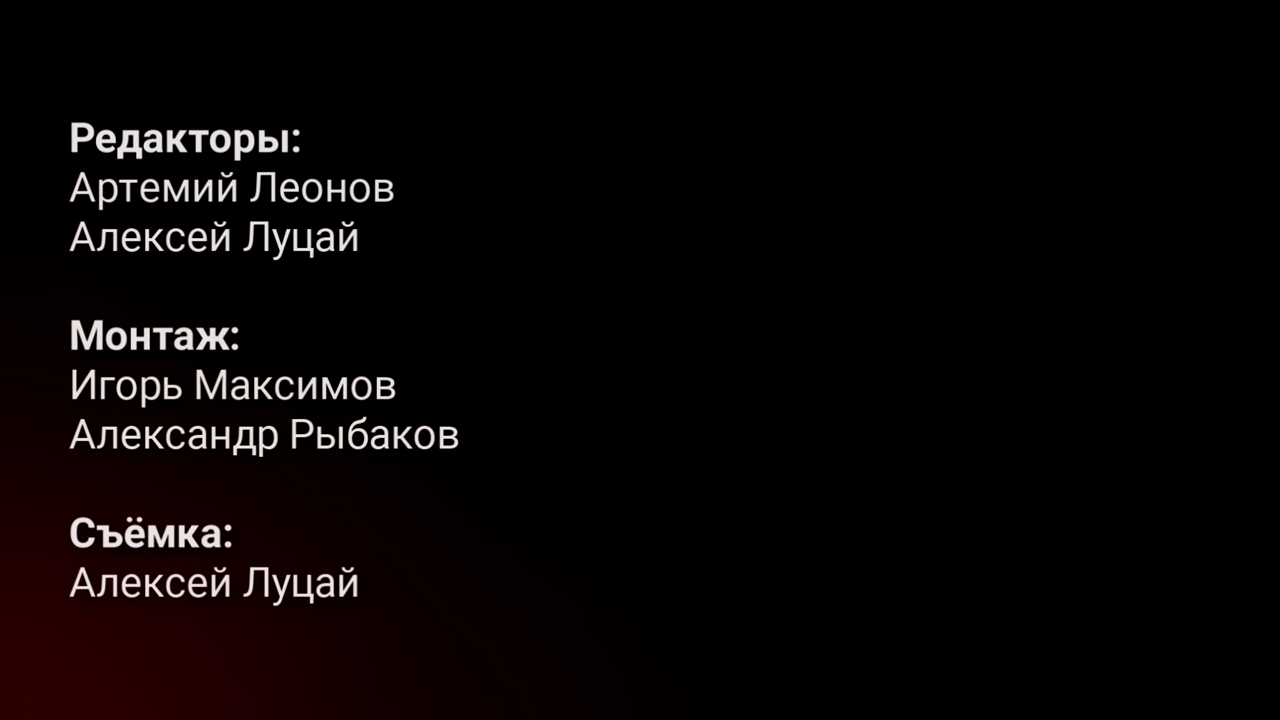 Редакторы:
Артемий Леонов
Алексей Луцай
Монтаж:
Игорь Максимов
Александр Рыбаков
Съёмка:
Алексей Луцай